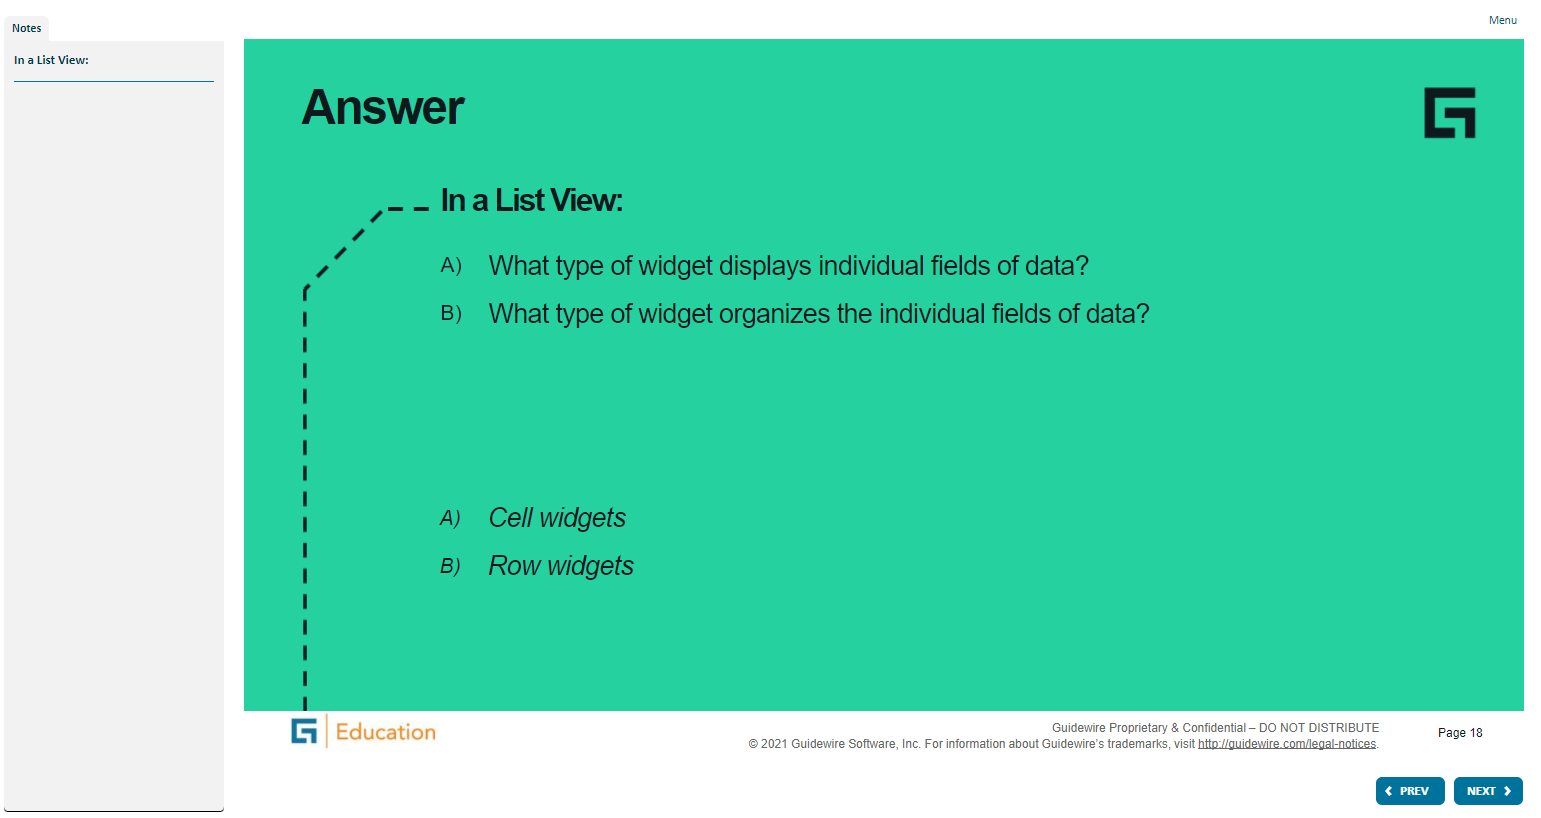 Notes
Menu
In a List View:
Answer
In a List View:
A) What type of widget displays individual fields of data?
B) What type of widget organizes the individual fields of data?
A) Cell widgets
B) Row widgets
Education
Guidewire Proprietary & Confidential – DO NOT DISTRIBUTE
© 2021 Guidewire Software, Inc. For information about Guidewire's trademarks, visit http://guidewire.com/legal-notices.
Page 18
PREV
NEXT